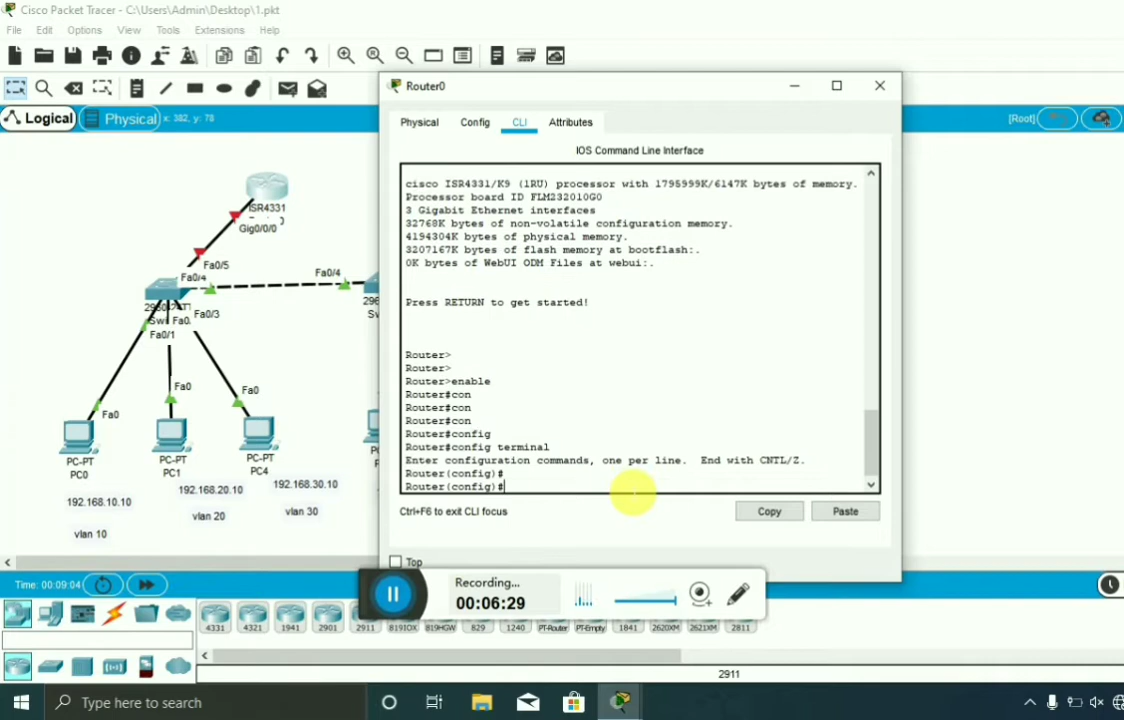 Cisco Packet Tracer - C:\Users\Admin\Desktop\1.pkt
File Edit Options View Tools Extensions Help
Logical Physical x: 382, y: 78
[Root]
Router0
Physical Config CLI Attributes
IOS Command Line Interface
cisco ISR4331/K9 (1RU) processor with 1795999K/6147K bytes of memory.
Processor board ID FLM232010G0
3 Gigabit Ethernet interfaces
32768K bytes of non-volatile configuration memory.
4194304K bytes of physical memory.
3207167K bytes of flash memory at bootflash:.
0K bytes of WebUI ODM Files at webui:.
Press RETURN to get started!
Router>
Router>
Router>enable
Router#con
Router#con
Router#con
Router#config
Router#config terminal
Enter configuration commands, one per line. End with CNTL/Z.
Router(config)#
Router(config)#
Ctrl+F6 to exit CLI focus
Copy Paste
Top
ISR4331
Gig0/0/0
Fa0/5
Fa0/4
Fa0/4
Fa0/3
Fa0/1
Fa0
Fa0
Fa0
PC-PT
PC0
PC-PT
PC1
PC-PT
PC4
192.168.10.10
192.168.20.10
192.168.30.10
vlan 10
vlan 20
vlan 30
Time: 00:09:04
Recording...
00:06:29
4331 4321 1941 2901 2911 819IOX 819HGW 829 1240 PT-Router PT-Empty 1841 2620XM 2621XM 2811
2911
Type here to search